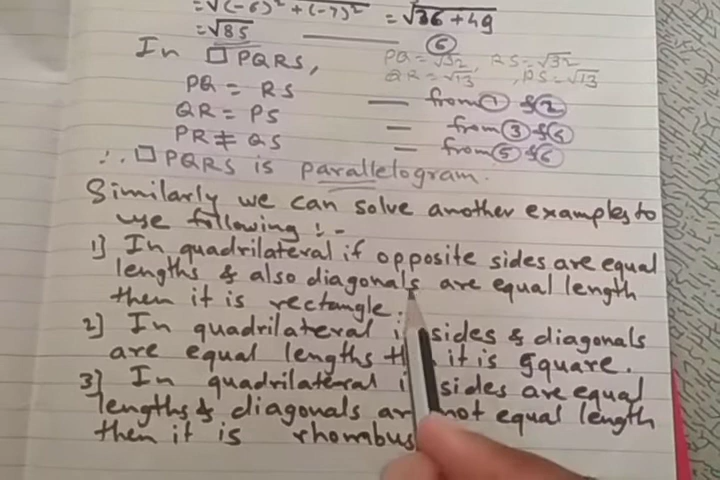 =√(-6)² + (-7)² = √36 + 49
= √85 ——— ⑥
In □ PQRS,
PQ = √32, RS = √32
QR = √13, PS = √13
PQ = RS — from ① & ②
QR = PS — from ③ & ④
PR ≠ QS — from ⑤ & ⑥
∴ □ PQRS is parallelogram.
Similarly we can solve another examples to
use following :-
1] In quadrilateral if opposite sides are equal
lengths & also diagonals are equal length
then it is rectangle.
2] In quadrilateral sides & diagonals
are equal lengths it is square.
3] In quadrilateral sides are equal
lengths & diagonals not equal length
then it is rhombus